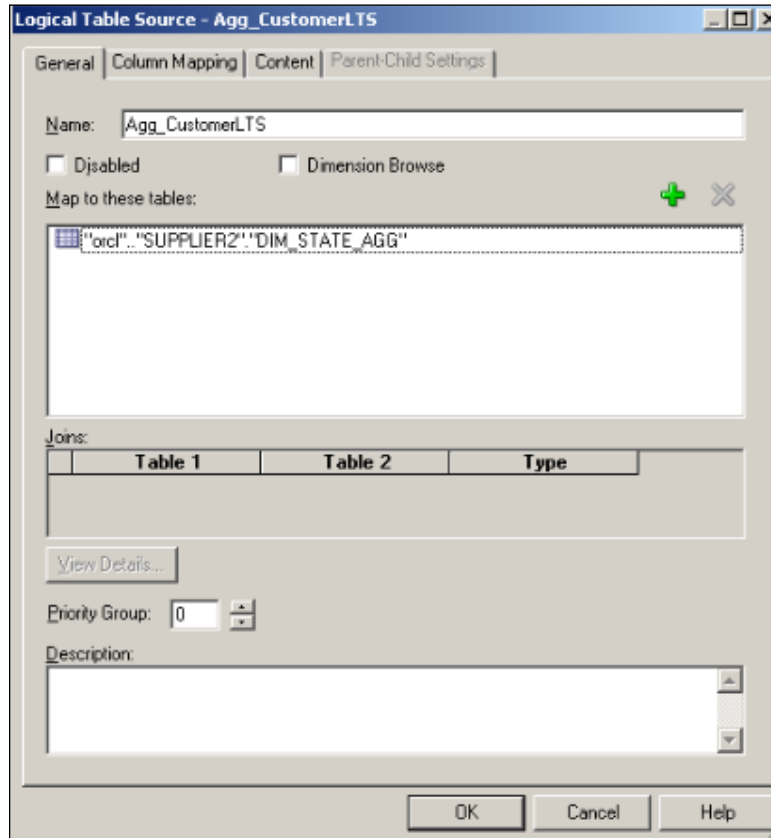 Logical Table Source - Agg_CustomerLTS
General Column Mapping Content Parent-Child Settings
Name: Agg_CustomerLTS
Disabled Dimension Browse
Map to these tables:
"orcl".."SUPPLIER2"."DIM_STATE_AGG"
Joins:
Table 1 Table 2 Type
View Details...
Priority Group: 0
Description:
OK Cancel Help